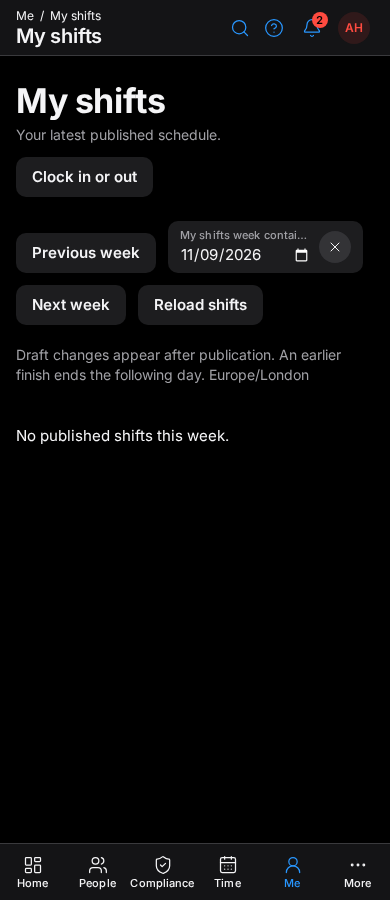 Me / My shifts
My shifts
2
AH
My shifts
Your latest published schedule.
Clock in or out
Previous week
My shifts week contai...
11/09/2026
Next week
Reload shifts
Draft changes appear after publication. An earlier
finish ends the following day. Europe/London
No published shifts this week.
Home
People
Compliance
Time
Me
More